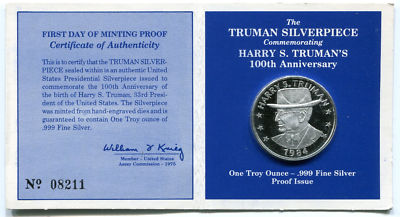 FIRST DAY OF MINTING PROOF
Certificate of Authenticity
This is to certify that the TRUMAN SILVER-
PIECE sealed within is an authentic United
States Presidential Silverpiece issued to
commemorate the 100th Anniversary of the
birth of Harry S. Truman, 33rd Presi-
dent of the United States. The Silverpiece
was minted from hand-engraved dies and is
guaranteed to contain One Troy ounce of
.999 Fine Silver.
Member - United States
Assay Commission - 1975
Nº 08211
The
TRUMAN SILVERPIECE
Commemorating
HARRY S. TRUMAN'S
100th Anniversary
HARRY S. TRUMAN
1984
One Troy Ounce - .999 Fine Silver
Proof Issue